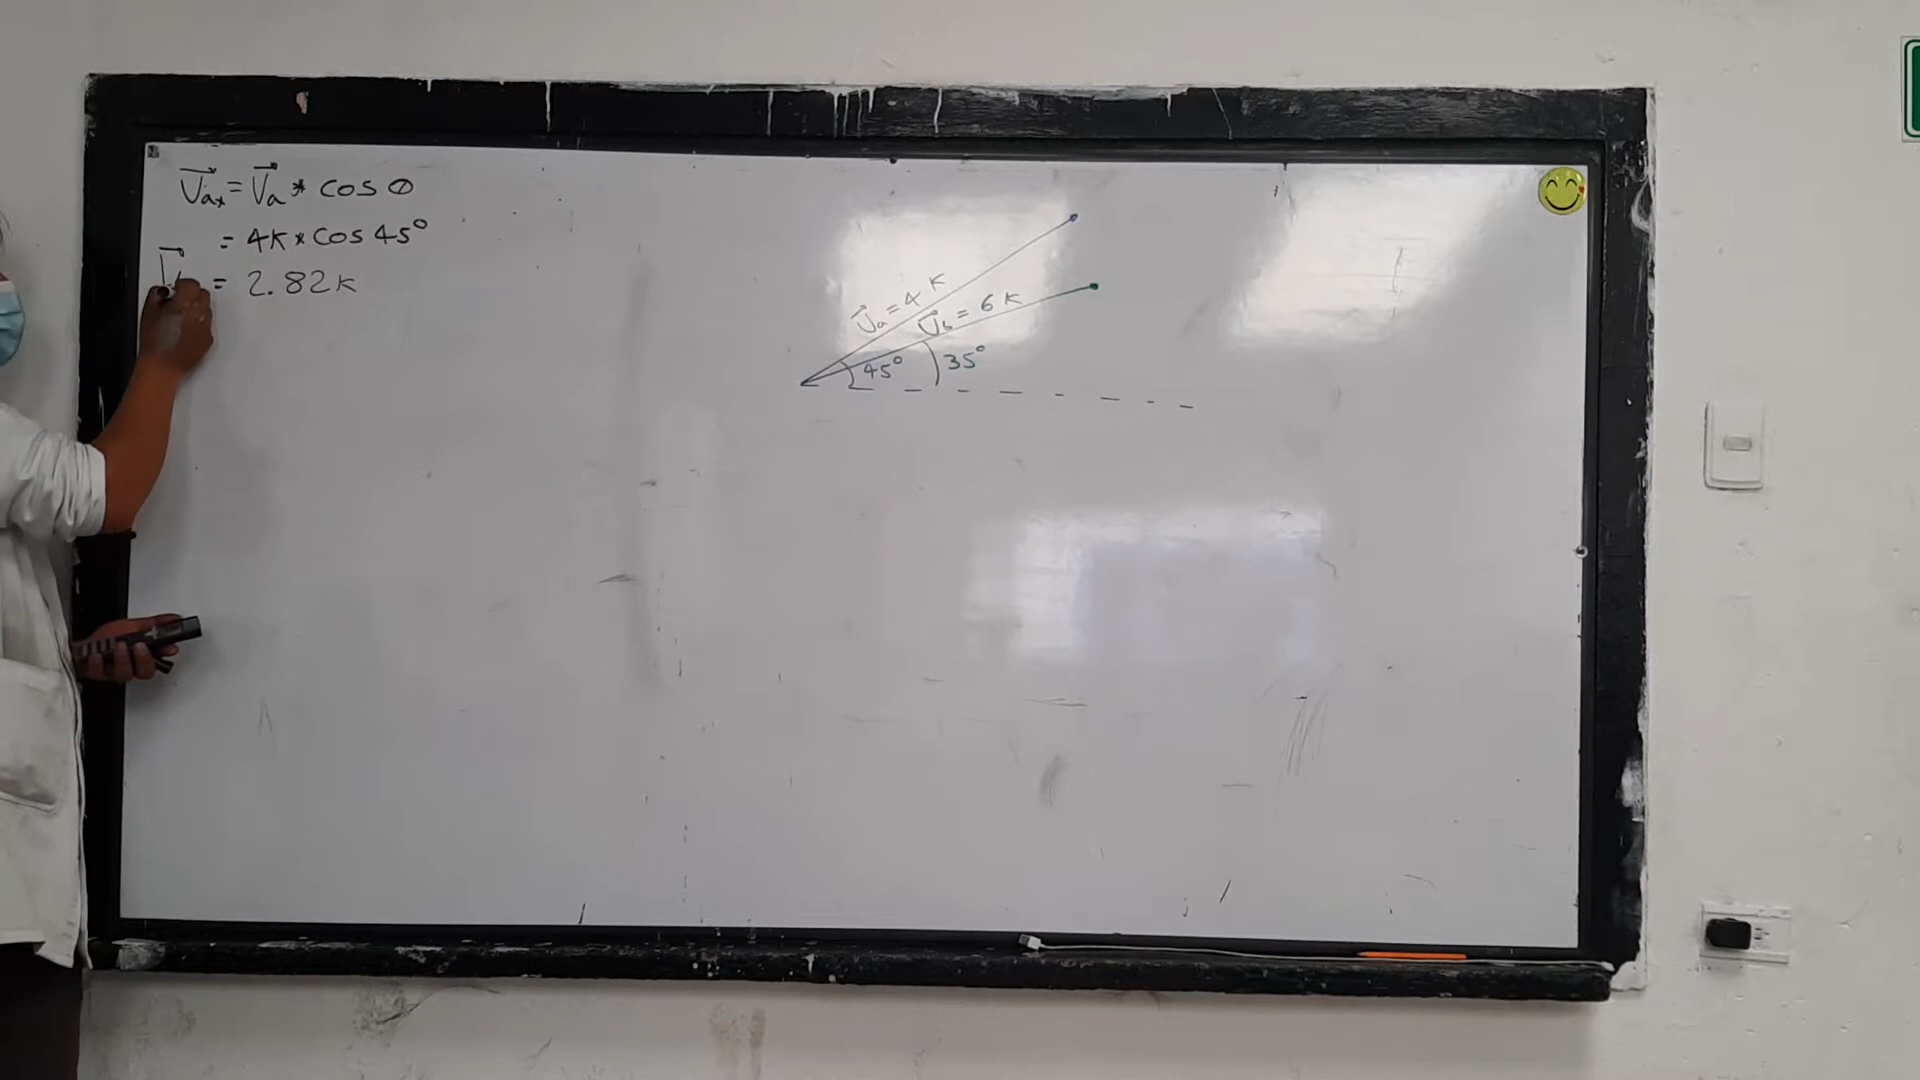 V⃗ax = V⃗a * cos θ
= 4K * cos 45°
V⃗ = 2.82K
V⃗a = 4 K
V⃗b = 6 K
45°
35°